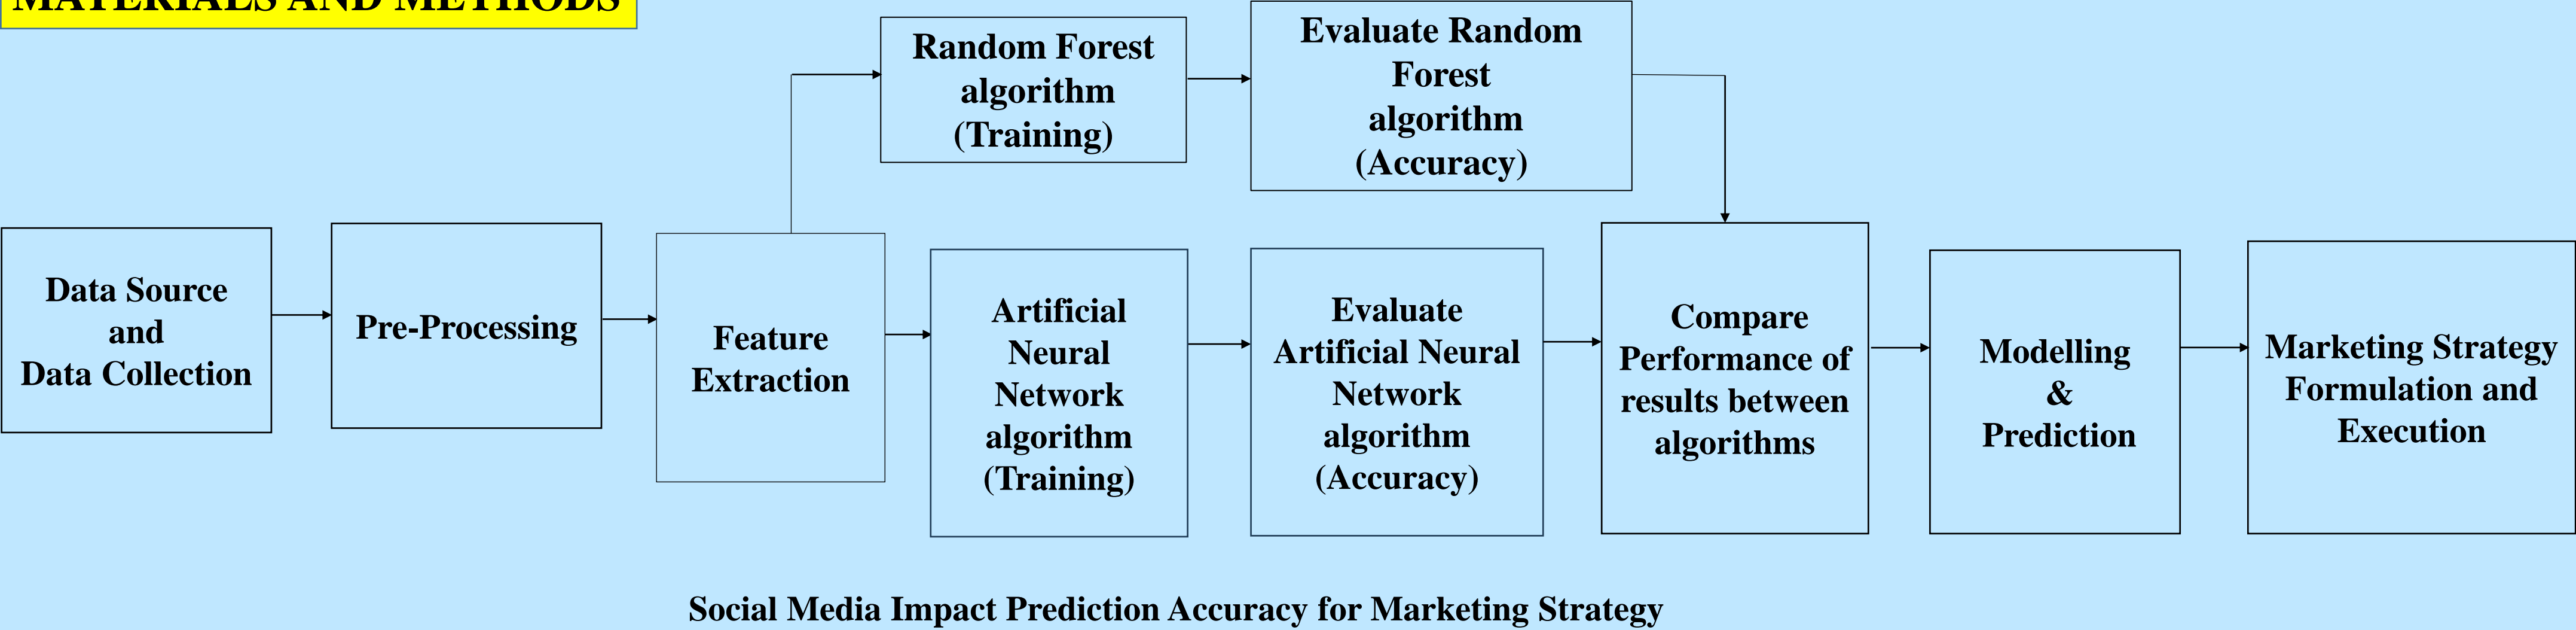 MATERIALS AND METHODS
Random Forest
algorithm
(Training)
Evaluate Random
Forest
algorithm
(Accuracy)
Data Source
and
Data Collection
Pre-Processing
Feature
Extraction
Artificial
Neural
Network
algorithm
(Training)
Evaluate
Artificial Neural
Network
algorithm
(Accuracy)
Compare
Performance of
results between
algorithms
Modelling
&
Prediction
Marketing Strategy
Formulation and
Execution
Social Media Impact Prediction Accuracy for Marketing Strategy